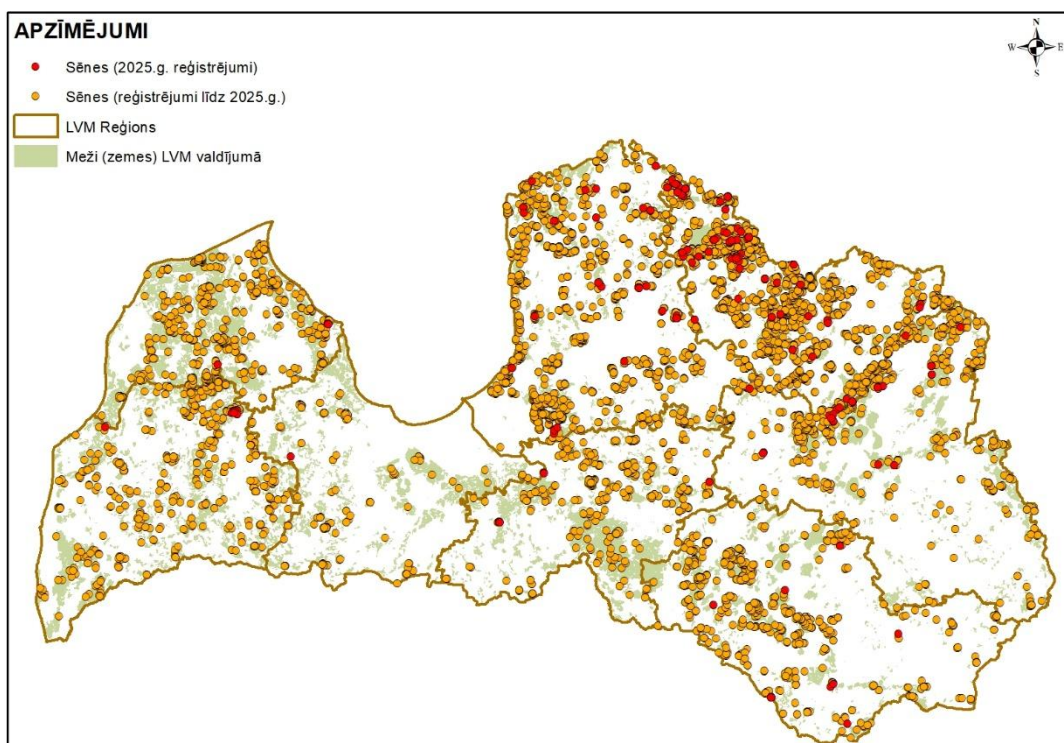 APZĪMĒJUMI
Sēnes (2025.g. reģistrējumi)
Sēnes (reģistrējumi līdz 2025.g.)
LVM Reģions
Meži (zemes) LVM valdījumā
N
W E
S